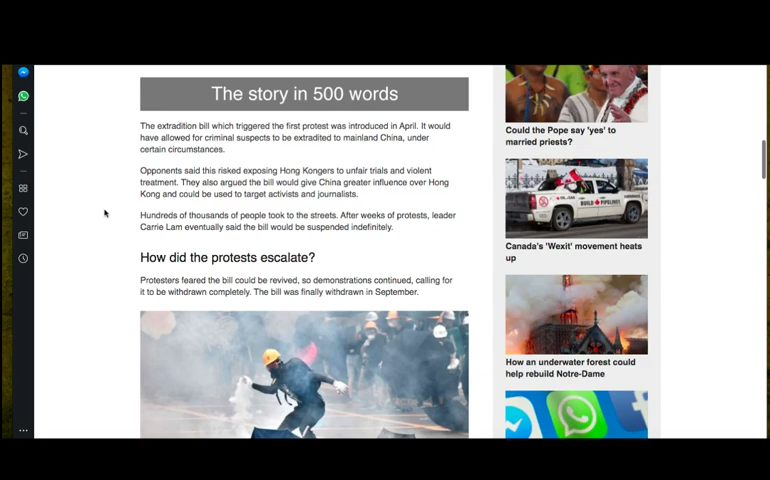 The story in 500 words
The extradition bill which triggered the first protest was introduced in April. It would
have allowed for criminal suspects to be extradited to mainland China, under
certain circumstances.
Opponents said this risked exposing Hong Kongers to unfair trials and violent
treatment. They also argued the bill would give China greater influence over Hong
Kong and could be used to target activists and journalists.
Hundreds of thousands of people took to the streets. After weeks of protests, leader
Carrie Lam eventually said the bill would be suspended indefinitely.
How did the protests escalate?
Protesters feared the bill could be revived, so demonstrations continued, calling for
it to be withdrawn completely. The bill was finally withdrawn in September.
Could the Pope say 'yes' to
married priests?
BUILD PIPELINES
Canada's 'Wexit' movement heats
up
How an underwater forest could
help rebuild Notre-Dame